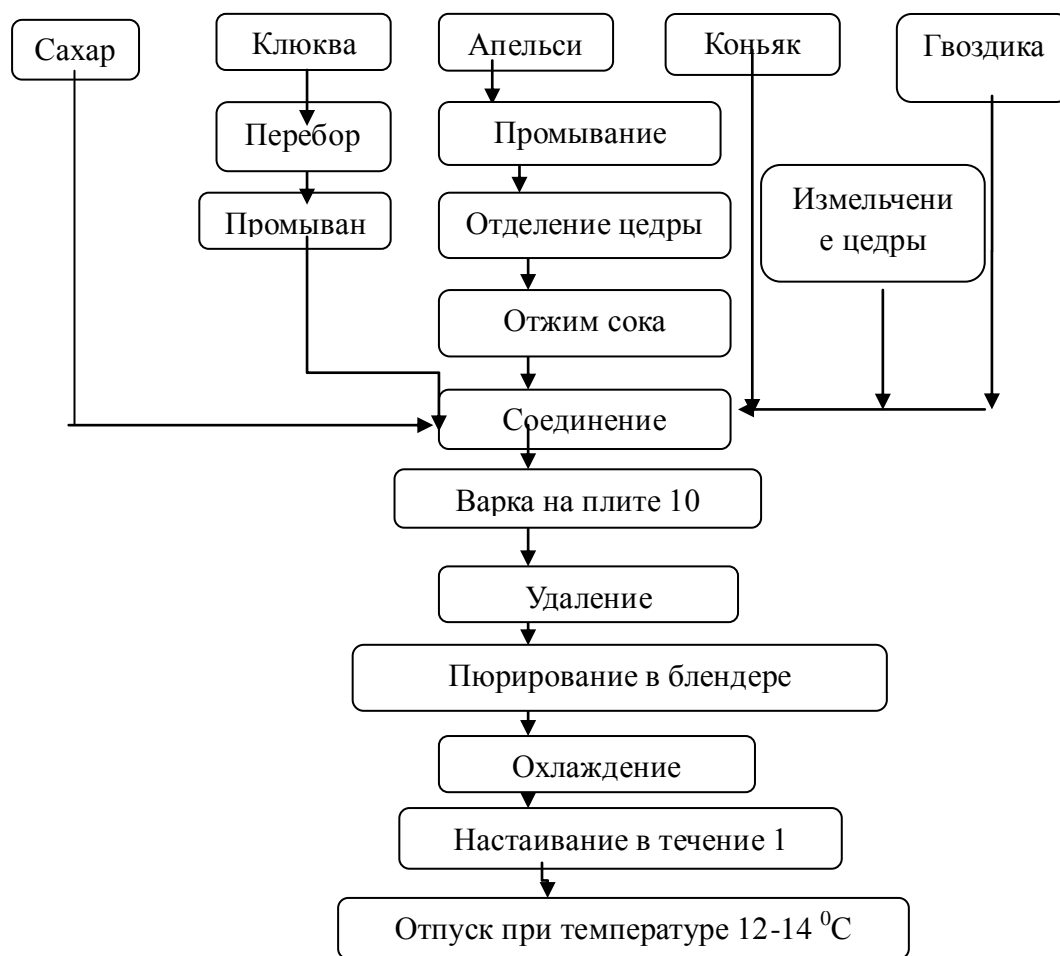 Сахар
Клюква
Апельси
Коньяк
Гвоздика
Перебор
Промывание
Промыван
Отделение цедры
Измельчени
е цедры
Отжим сока
Соединение
Варка на плите 10
Удаление
Пюрирование в блендере
Охлаждение
Настаивание в течение 1
Отпуск при температуре 12-14 ⁰С